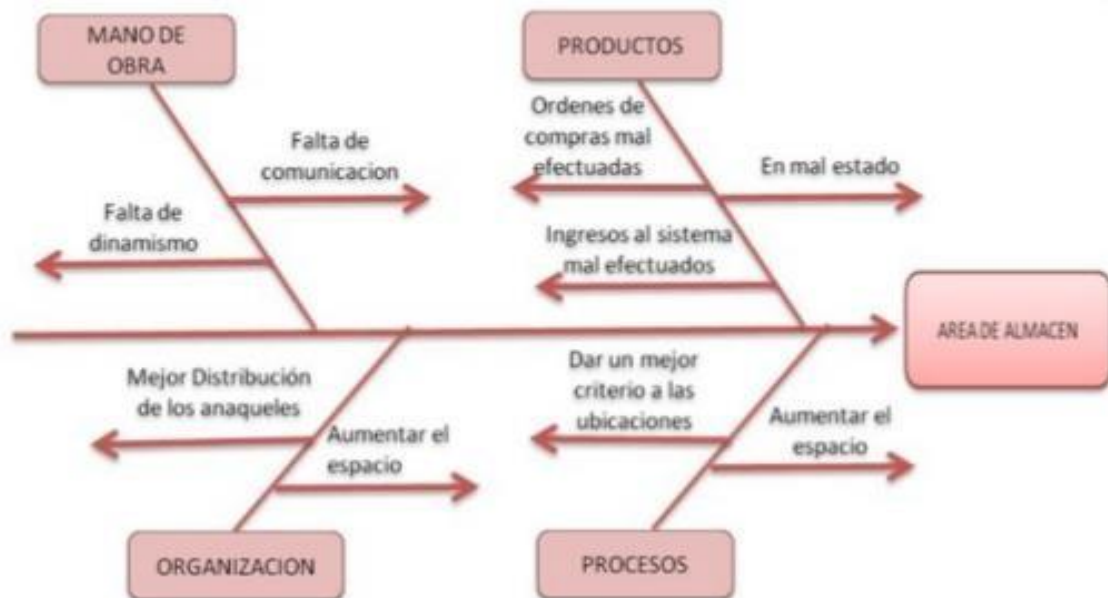 MANO DE
OBRA
PRODUCTOS
Falta de
comunicacion
Falta de
dinamismo
Ordenes de
compras mal
efectuadas
En mal estado
Ingresos al sistema
mal efectuados
AREA DE ALMACEN
Mejor Distribución
de los anaqueles
Aumentar el
espacio
Dar un mejor
criterio a las
ubicaciones
Aumentar el
espacio
ORGANIZACION
PROCESOS